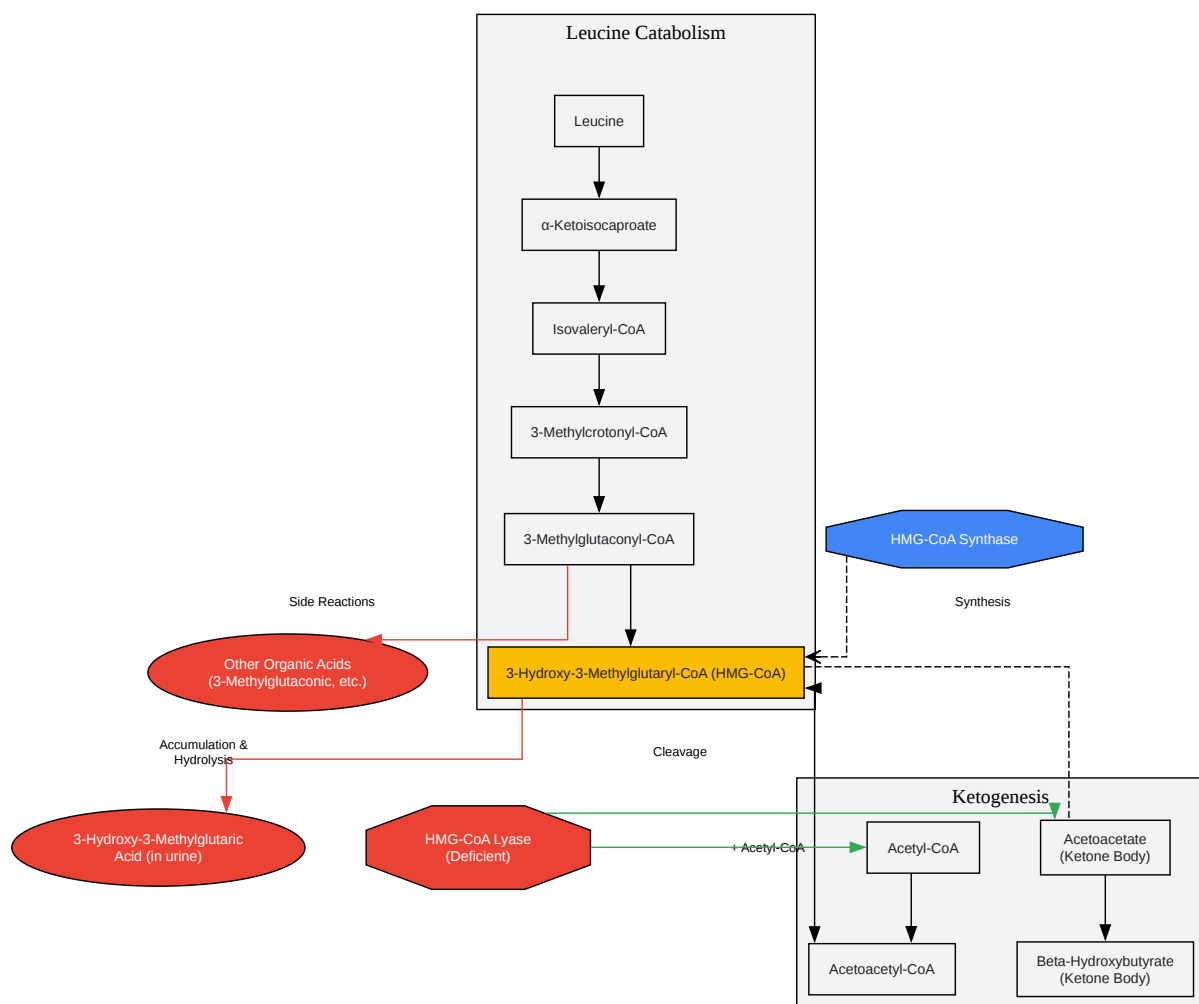 Leucine Catabolism
Leucine
α-Ketoisocaproate
Isovaleryl-CoA
3-Methylcrotonyl-CoA
3-Methylglutaconyl-CoA
HMG-CoA Synthase
Side Reactions
Synthesis
Other Organic Acids
(3-Methylglutaconic, etc.)
3-Hydroxy-3-Methylglutaryl-CoA (HMG-CoA)
Accumulation &
Hydrolysis
Cleavage
Ketogenesis
3-Hydroxy-3-Methylglutaric
Acid (in urine)
HMG-CoA Lyase
(Deficient)
+ Acetyl-CoA
Acetyl-CoA
Acetoacetate
(Ketone Body)
Acetoacetyl-CoA
Beta-Hydroxybutyrate
(Ketone Body)